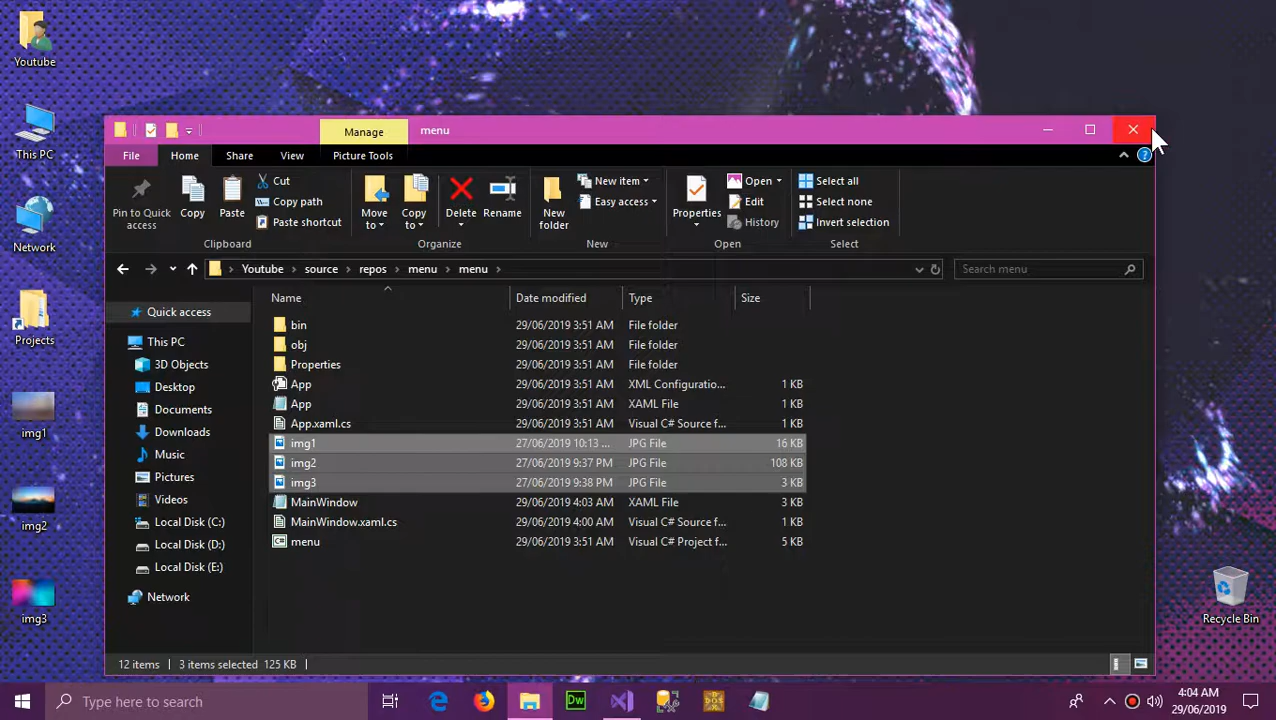 Youtube
This PC
Network
Projects
img1
img2
img3
Recycle Bin
Manage
menu
File
Home
Share
View
Picture Tools
Pin to Quick
access
Copy
Paste
Cut
Copy path
Paste shortcut
Clipboard
Move
to
Copy
to
Delete
Rename
Organize
New
folder
New item
Easy access
New
Properties
Open
Edit
History
Open
Select all
Select none
Invert selection
Select
Youtube > source > repos > menu > menu >
Search menu
Quick access
This PC
3D Objects
Desktop
Documents
Downloads
Music
Pictures
Videos
Local Disk (C:)
Local Disk (D:)
Local Disk (E:)
Network
Name Date modified Type Size
bin 29/06/2019 3:51 AM File folder
obj 29/06/2019 3:51 AM File folder
Properties 29/06/2019 3:51 AM File folder
App 29/06/2019 3:51 AM XML Configuratio... 1 KB
App 29/06/2019 3:51 AM XAML File 1 KB
App.xaml.cs 29/06/2019 3:51 AM Visual C# Source f... 1 KB
img1 27/06/2019 10:13 ... JPG File 16 KB
img2 27/06/2019 9:37 PM JPG File 108 KB
img3 27/06/2019 9:38 PM JPG File 3 KB
MainWindow 29/06/2019 4:03 AM XAML File 3 KB
MainWindow.xaml.cs 29/06/2019 4:00 AM Visual C# Source f... 1 KB
menu 29/06/2019 3:51 AM Visual C# Project f... 5 KB
12 items 3 items selected 125 KB
Type here to search
Dw
DOS
4:04 AM
29/06/2019